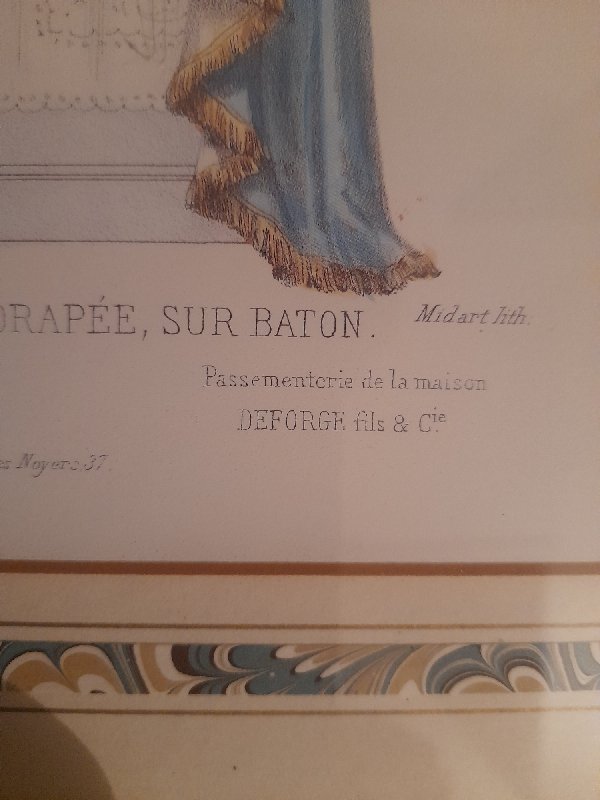 DRAPÉE, SUR BATON.
Midart lith.
Passementerie de la maison
DEFORGE fils & Cie
es Noyers, 37.